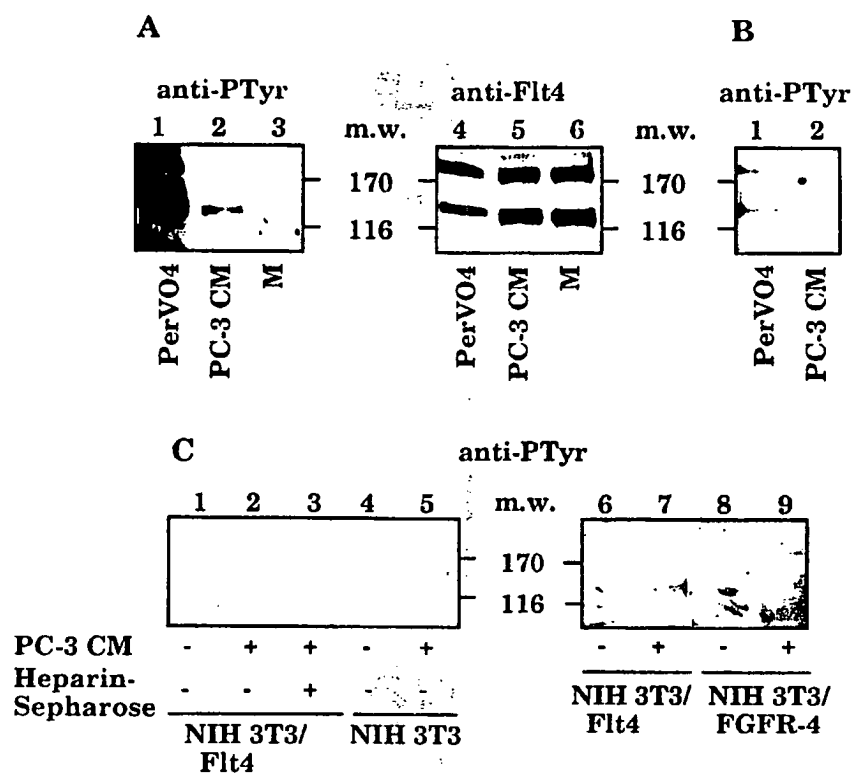 A
B
anti-PTyr
anti-Flt4
anti-PTyr
1 2 3 m.w. 4 5 6 1 2
170 170
116 116
PerVO4
PC-3 CM
M
PerVO4
PC-3 CM
M
PerVO4
PC-3 CM
C
anti-PTyr
1 2 3 4 5 m.w. 6 7 8 9
170
116
PC-3 CM - + + - + - + - +
Heparin-
Sepharose - - + - -
NIH 3T3/
Flt4
NIH 3T3
NIH 3T3/
Flt4
NIH 3T3/
FGFR-4